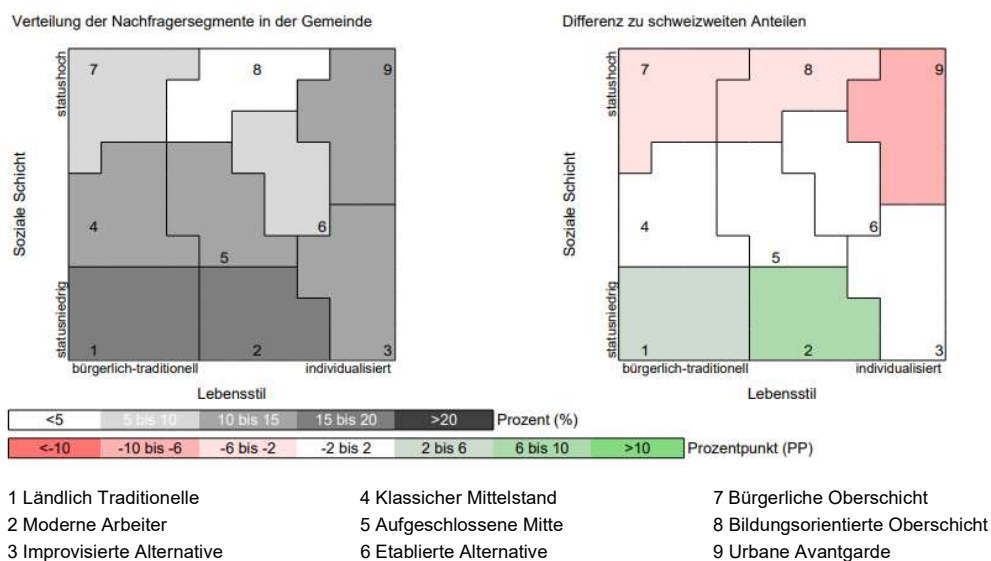 Verteilung der Nachfragersegmente in der Gemeinde
Differenz zu schweizweiten Anteilen
Soziale Schicht
statushoch
statusniedrig
7
8
9
4
6
5
1
2
3
bürgerlich-traditionell
individualisiert
Lebensstil
Soziale Schicht
statushoch
statusniedrig
7
8
9
4
6
5
1
2
3
bürgerlich-traditionell
individualisiert
Lebensstil
<5 5 bis 10 10 bis 15 15 bis 20 >20 Prozent (%)
<-10 -10 bis -6 -6 bis -2 -2 bis 2 2 bis 6 6 bis 10 >10 Prozentpunkt (PP)
1 Ländlich Traditionelle
2 Moderne Arbeiter
3 Improvisierte Alternative
4 Klassicher Mittelstand
5 Aufgeschlossene Mitte
6 Etablierte Alternative
7 Bürgerliche Oberschicht
8 Bildungsorientierte Oberschicht
9 Urbane Avantgarde